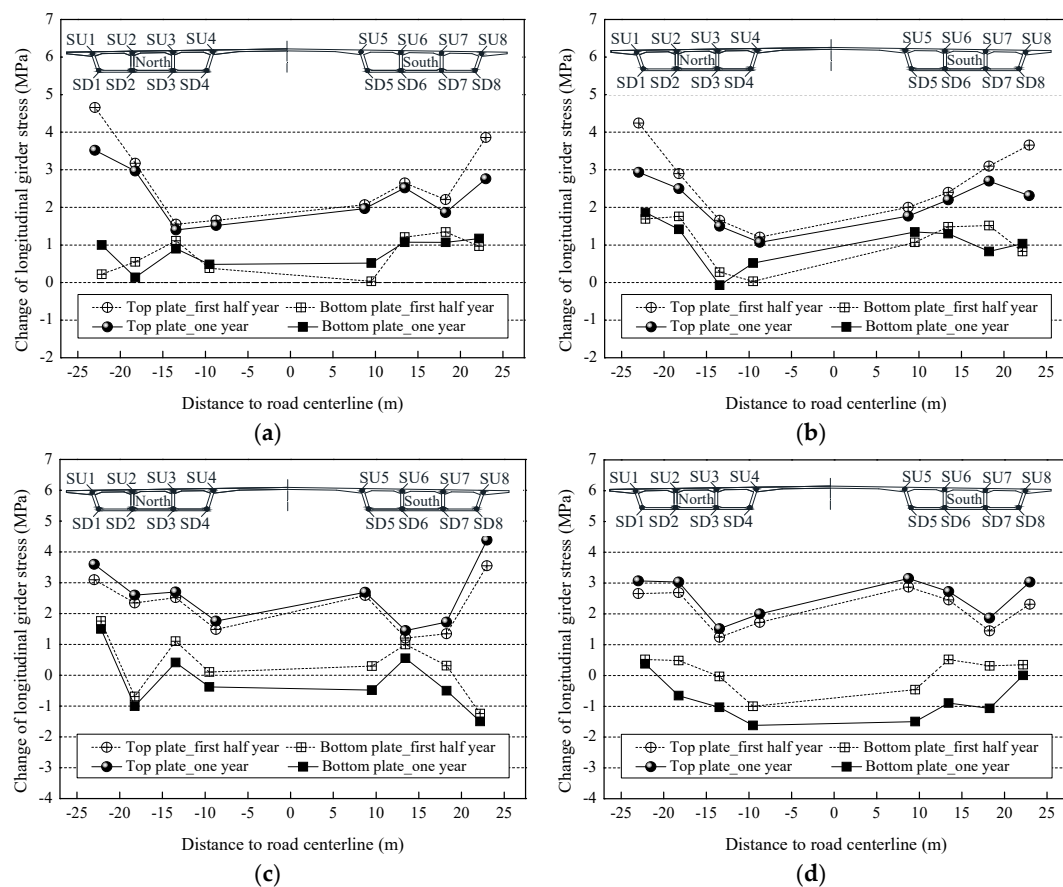 7
SU1 SU2 SU3 SU4 SU5 SU6 SU7 SU8
6
North South
SD1 SD2 SD3 SD4 SD5 SD6 SD7 SD8
5
4
3
2
1
0
Top plate_first half year Bottom plate_first half year
Top plate_one year Bottom plate_one year
-1
-2
-25 -20 -15 -10 -5 0 5 10 15 20 25
Change of longitudinal girder stress (MPa)
Distance to road centerline (m)
(a)
7
SU1 SU2 SU3 SU4 SU5 SU6 SU7 SU8
6
North South
SD1 SD2 SD3 SD4 SD5 SD6 SD7 SD8
5
4
3
2
1
0
Top plate_first half year Bottom plate_first half year
Top plate_one year Bottom plate_one year
-1
-2
-25 -20 -15 -10 -5 0 5 10 15 20 25
Change of longitudinal girder stress (MPa)
Distance to road centerline (m)
(b)
7
SU1 SU2 SU3 SU4 SU5 SU6 SU7 SU8
6
North South
SD1 SD2 SD3 SD4 SD5 SD6 SD7 SD8
5
4
3
2
1
0
-1
-2
Top plate_first half year Bottom plate_first half year
Top plate_one year Bottom plate_one year
-3
-4
-25 -20 -15 -10 -5 0 5 10 15 20 25
Change of longitudinal girder stress (MPa)
Distance to road centerline (m)
(c)
7
SU1 SU2 SU3 SU4 SU5 SU6 SU7 SU8
6
North South
SD1 SD2 SD3 SD4 SD5 SD6 SD7 SD8
5
4
3
2
1
0
-1
-2
Top plate_first half year Bottom plate_first half year
Top plate_one year Bottom plate_one year
-3
-4
-25 -20 -15 -10 -5 0 5 10 15 20 25
Change of longitudinal girder stress (MPa)
Distance to road centerline (m)
(d)